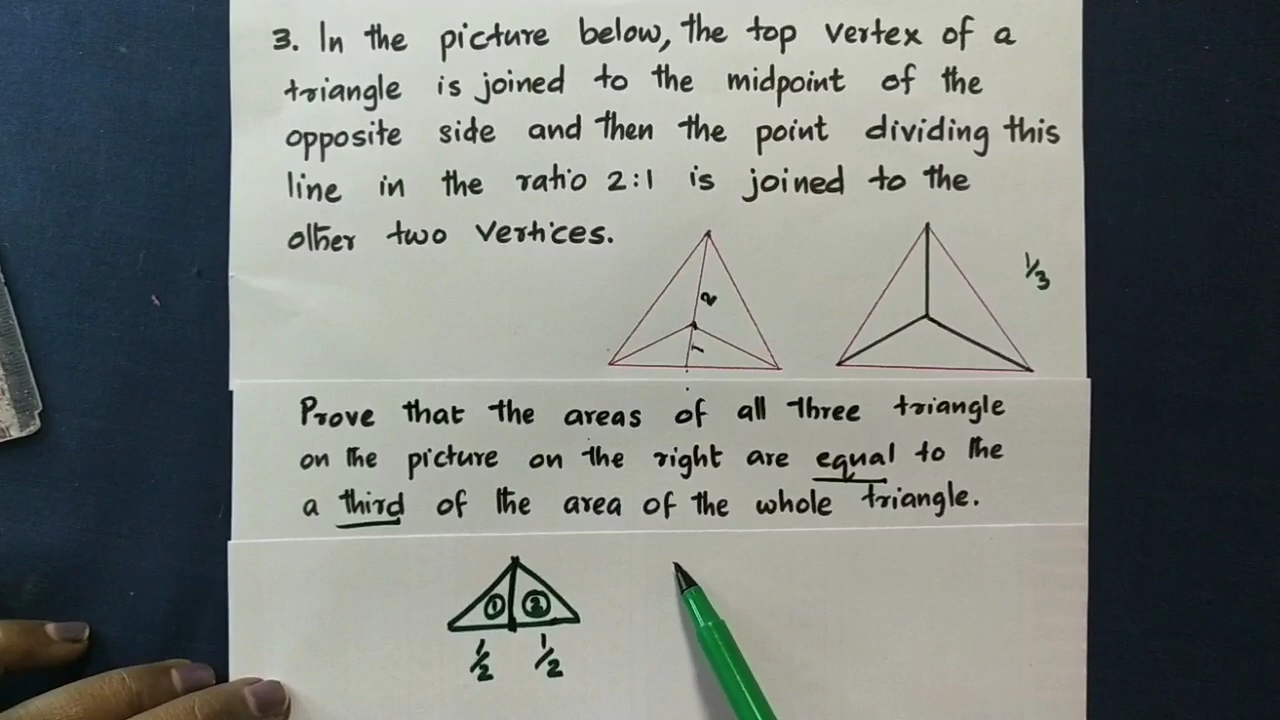 3. In the picture below, the top vertex of a
triangle is joined to the midpoint of the
opposite side and then the point dividing this
line in the ratio 2:1 is joined to the
other two vertices.
2
1
1/3
Prove that the areas of all three triangle
on the picture on the right are equal to the
a third of the area of the whole triangle.
① ②
1/2 1/2